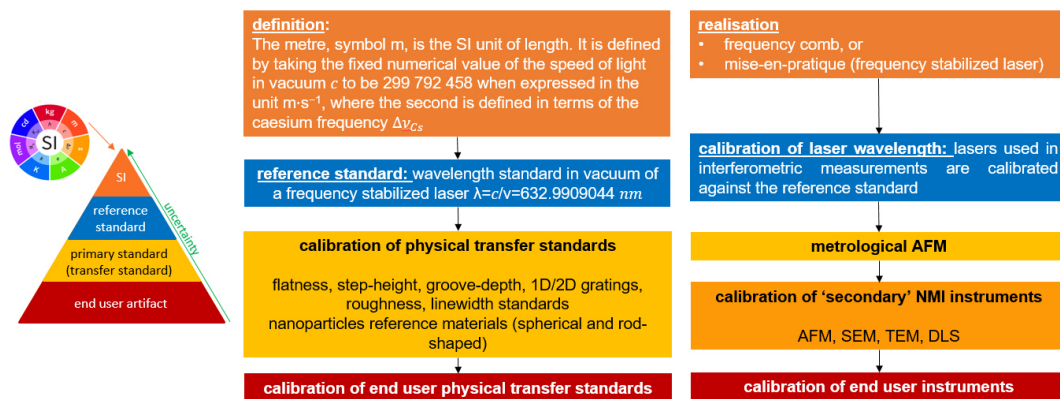 kg
m
s
A
K
mol
cd
SI
SI
reference
standard
primary standard
(transfer standard)
end user artifact
uncertainty
definition:
The metre, symbol m, is the SI unit of length. It is defined
by taking the fixed numerical value of the speed of light
in vacuum c to be 299 792 458 when expressed in the
unit m·s⁻¹, where the second is defined in terms of the
caesium frequency Δν_Cs
reference standard: wavelength standard in vacuum of
a frequency stabilized laser λ=c/ν=632.9909044 nm
calibration of physical transfer standards
flatness, step-height, groove-depth, 1D/2D gratings,
roughness, linewidth standards
nanoparticles reference materials (spherical and rod-
shaped)
calibration of end user physical transfer standards
realisation
• frequency comb, or
• mise-en-pratique (frequency stabilized laser)
calibration of laser wavelength: lasers used in
interferometric measurements are calibrated
against the reference standard
metrological AFM
calibration of ‘secondary’ NMI instruments
AFM, SEM, TEM, DLS
calibration of end user instruments